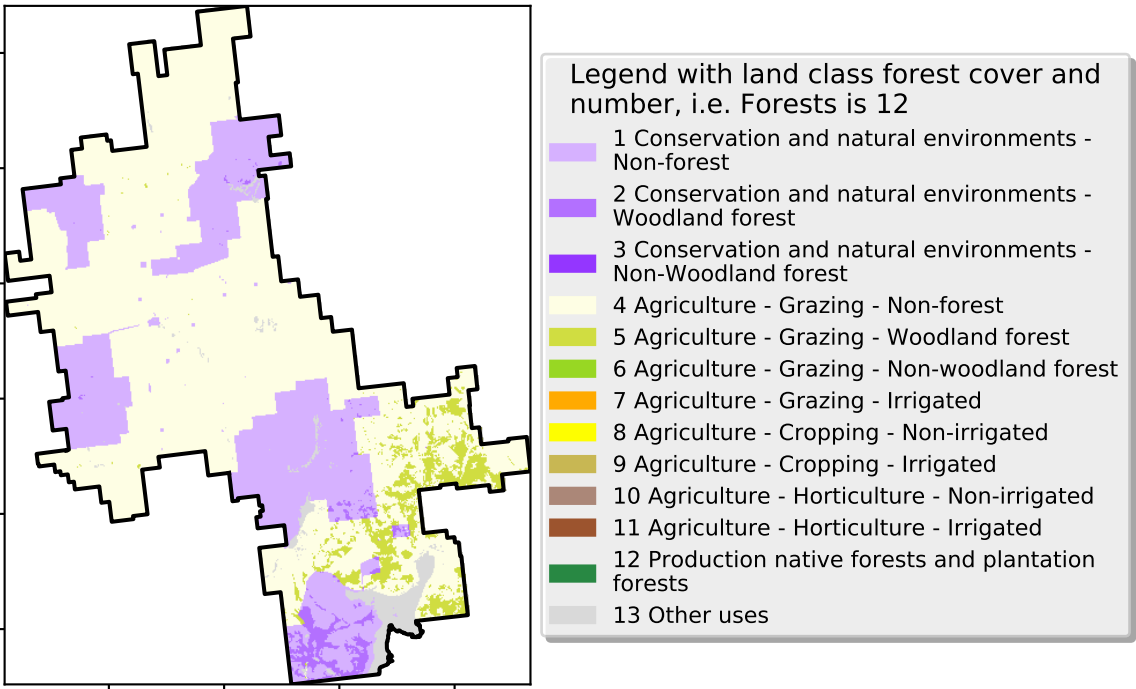 Legend with land class forest cover and
number, i.e. Forests is 12
1 Conservation and natural environments -
Non-forest
2 Conservation and natural environments -
Woodland forest
3 Conservation and natural environments -
Non-Woodland forest
4 Agriculture - Grazing - Non-forest
5 Agriculture - Grazing - Woodland forest
6 Agriculture - Grazing - Non-woodland forest
7 Agriculture - Grazing - Irrigated
8 Agriculture - Cropping - Non-irrigated
9 Agriculture - Cropping - Irrigated
10 Agriculture - Horticulture - Non-irrigated
11 Agriculture - Horticulture - Irrigated
12 Production native forests and plantation
forests
13 Other uses